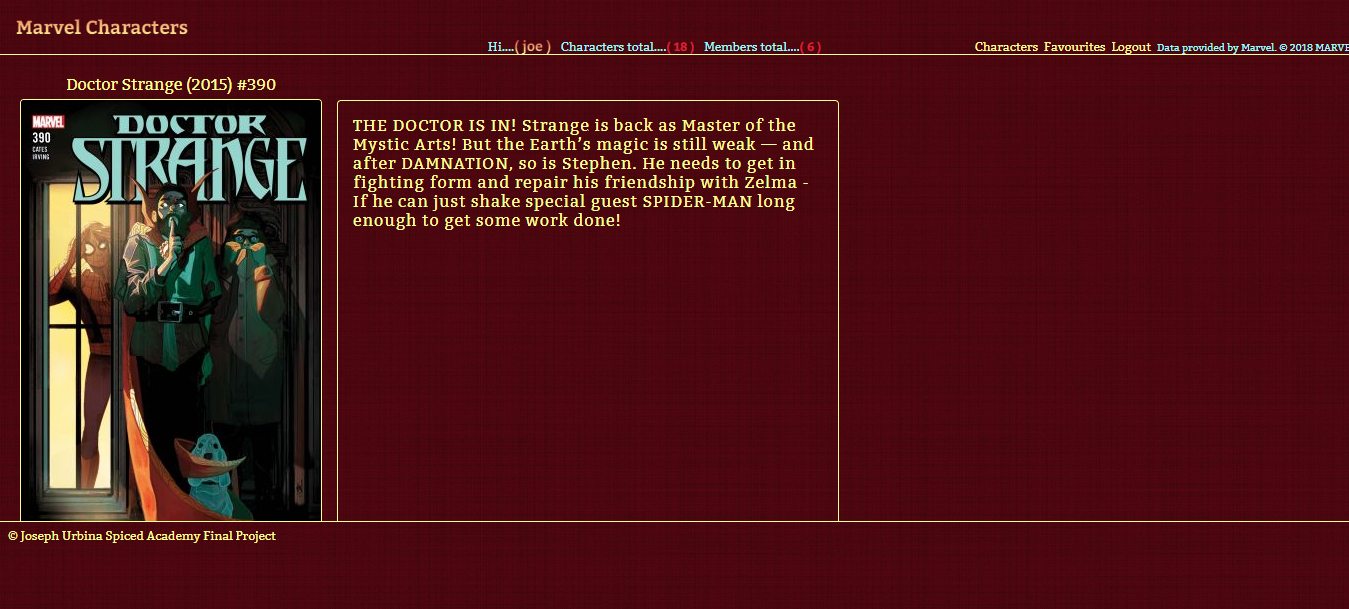 Marvel Characters
Hi....( joe ) Characters total....( 18 ) Members total....( 6 )
Characters Favourites Logout Data provided by Marvel. © 2018 MARVE
Doctor Strange (2015) #390
MARVEL
390
CATES
IRVING
DOCTOR
STRANGE
THE DOCTOR IS IN! Strange is back as Master of the
Mystic Arts! But the Earth’s magic is still weak — and
after DAMNATION, so is Stephen. He needs to get in
fighting form and repair his friendship with Zelma -
If he can just shake special guest SPIDER-MAN long
enough to get some work done!
© Joseph Urbina Spiced Academy Final Project